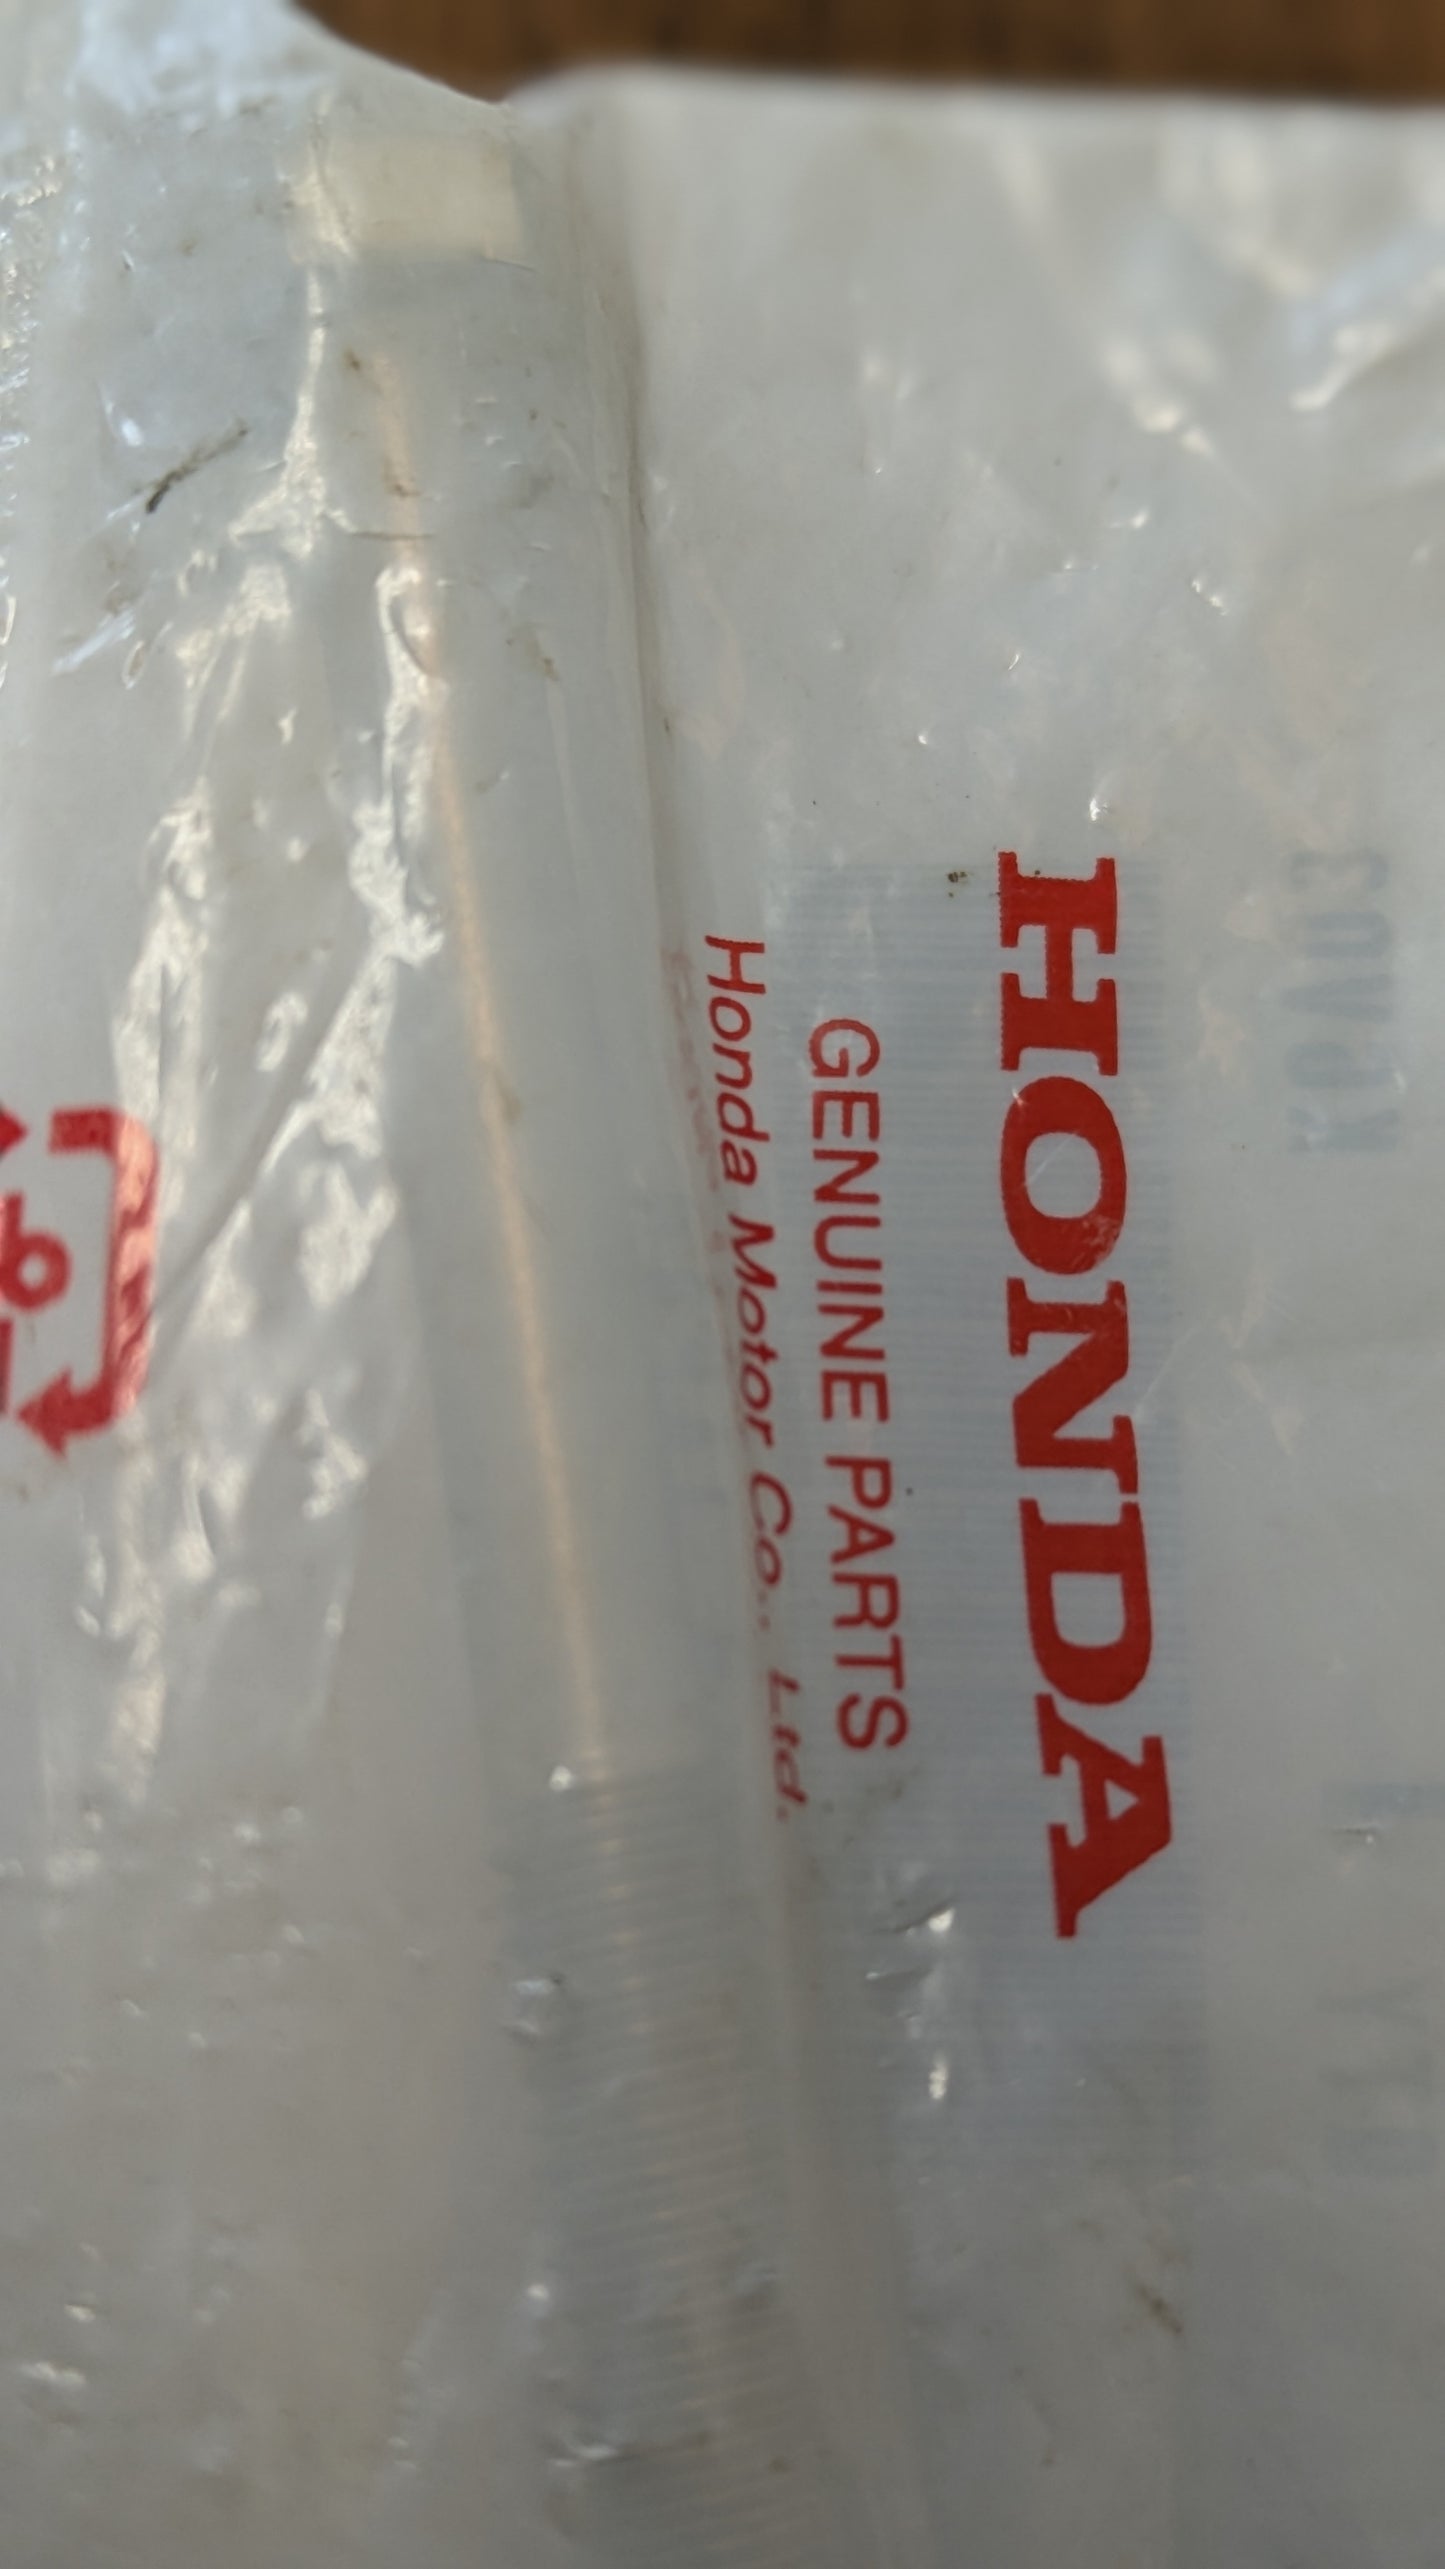 HONDA
GENUINE PARTS
Honda Motor Co., Ltd.